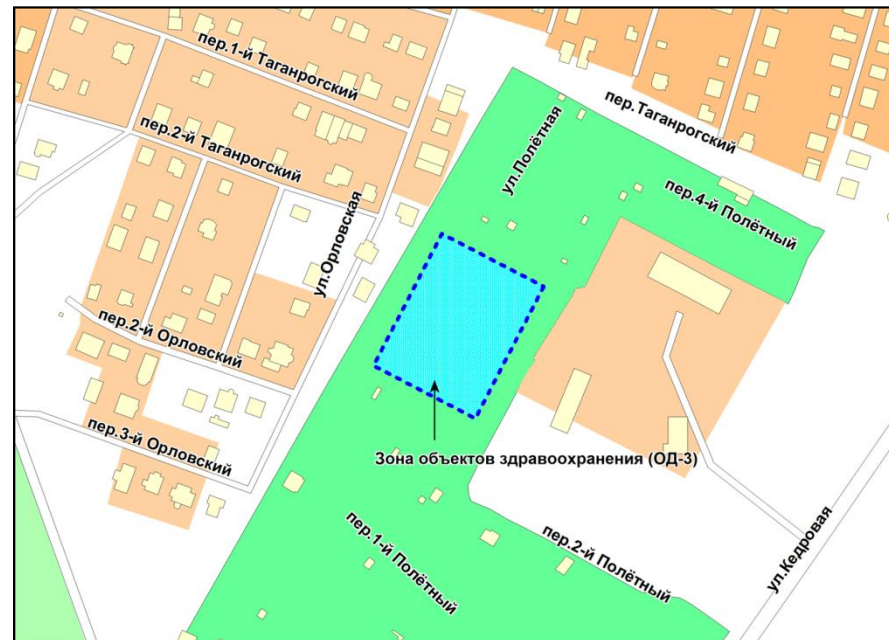 пер.1-й Таганрогский
пер.2-й Таганрогский
ул.Полётная
пер.Таганрогский
пер.4-й Полётный
ул.Орловская
пер.2-й Орловский
пер.3-й Орловский
Зона объектов здравоохранения (ОД-3)
пер.1-й Полётный
пер.2-й Полётный
ул.Кедровая